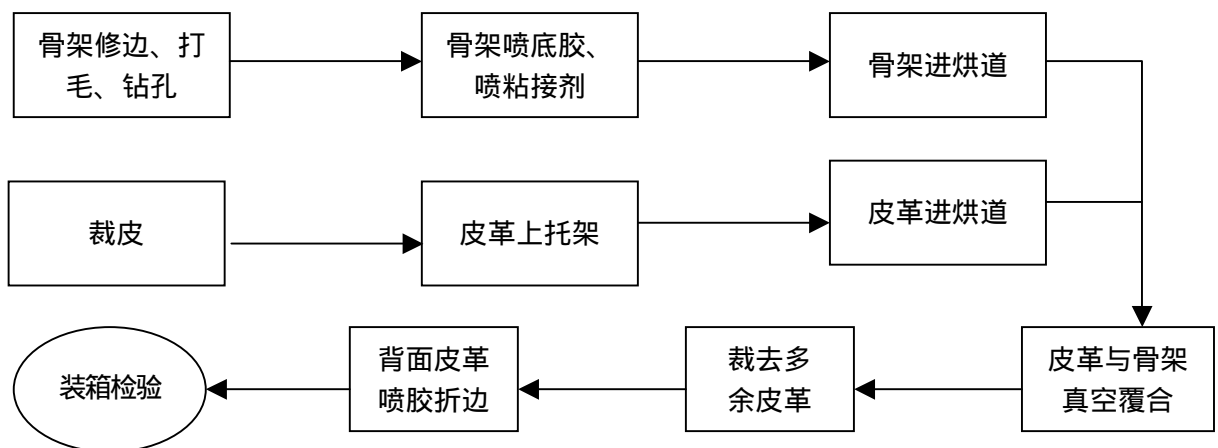 骨架修边、打
毛、钻孔
骨架喷底胶、
喷粘接剂
骨架进烘道
裁皮
皮革上托架
皮革进烘道
装箱检验
背面皮革
喷胶折边
裁去多
余皮革
皮革与骨架
真空覆合